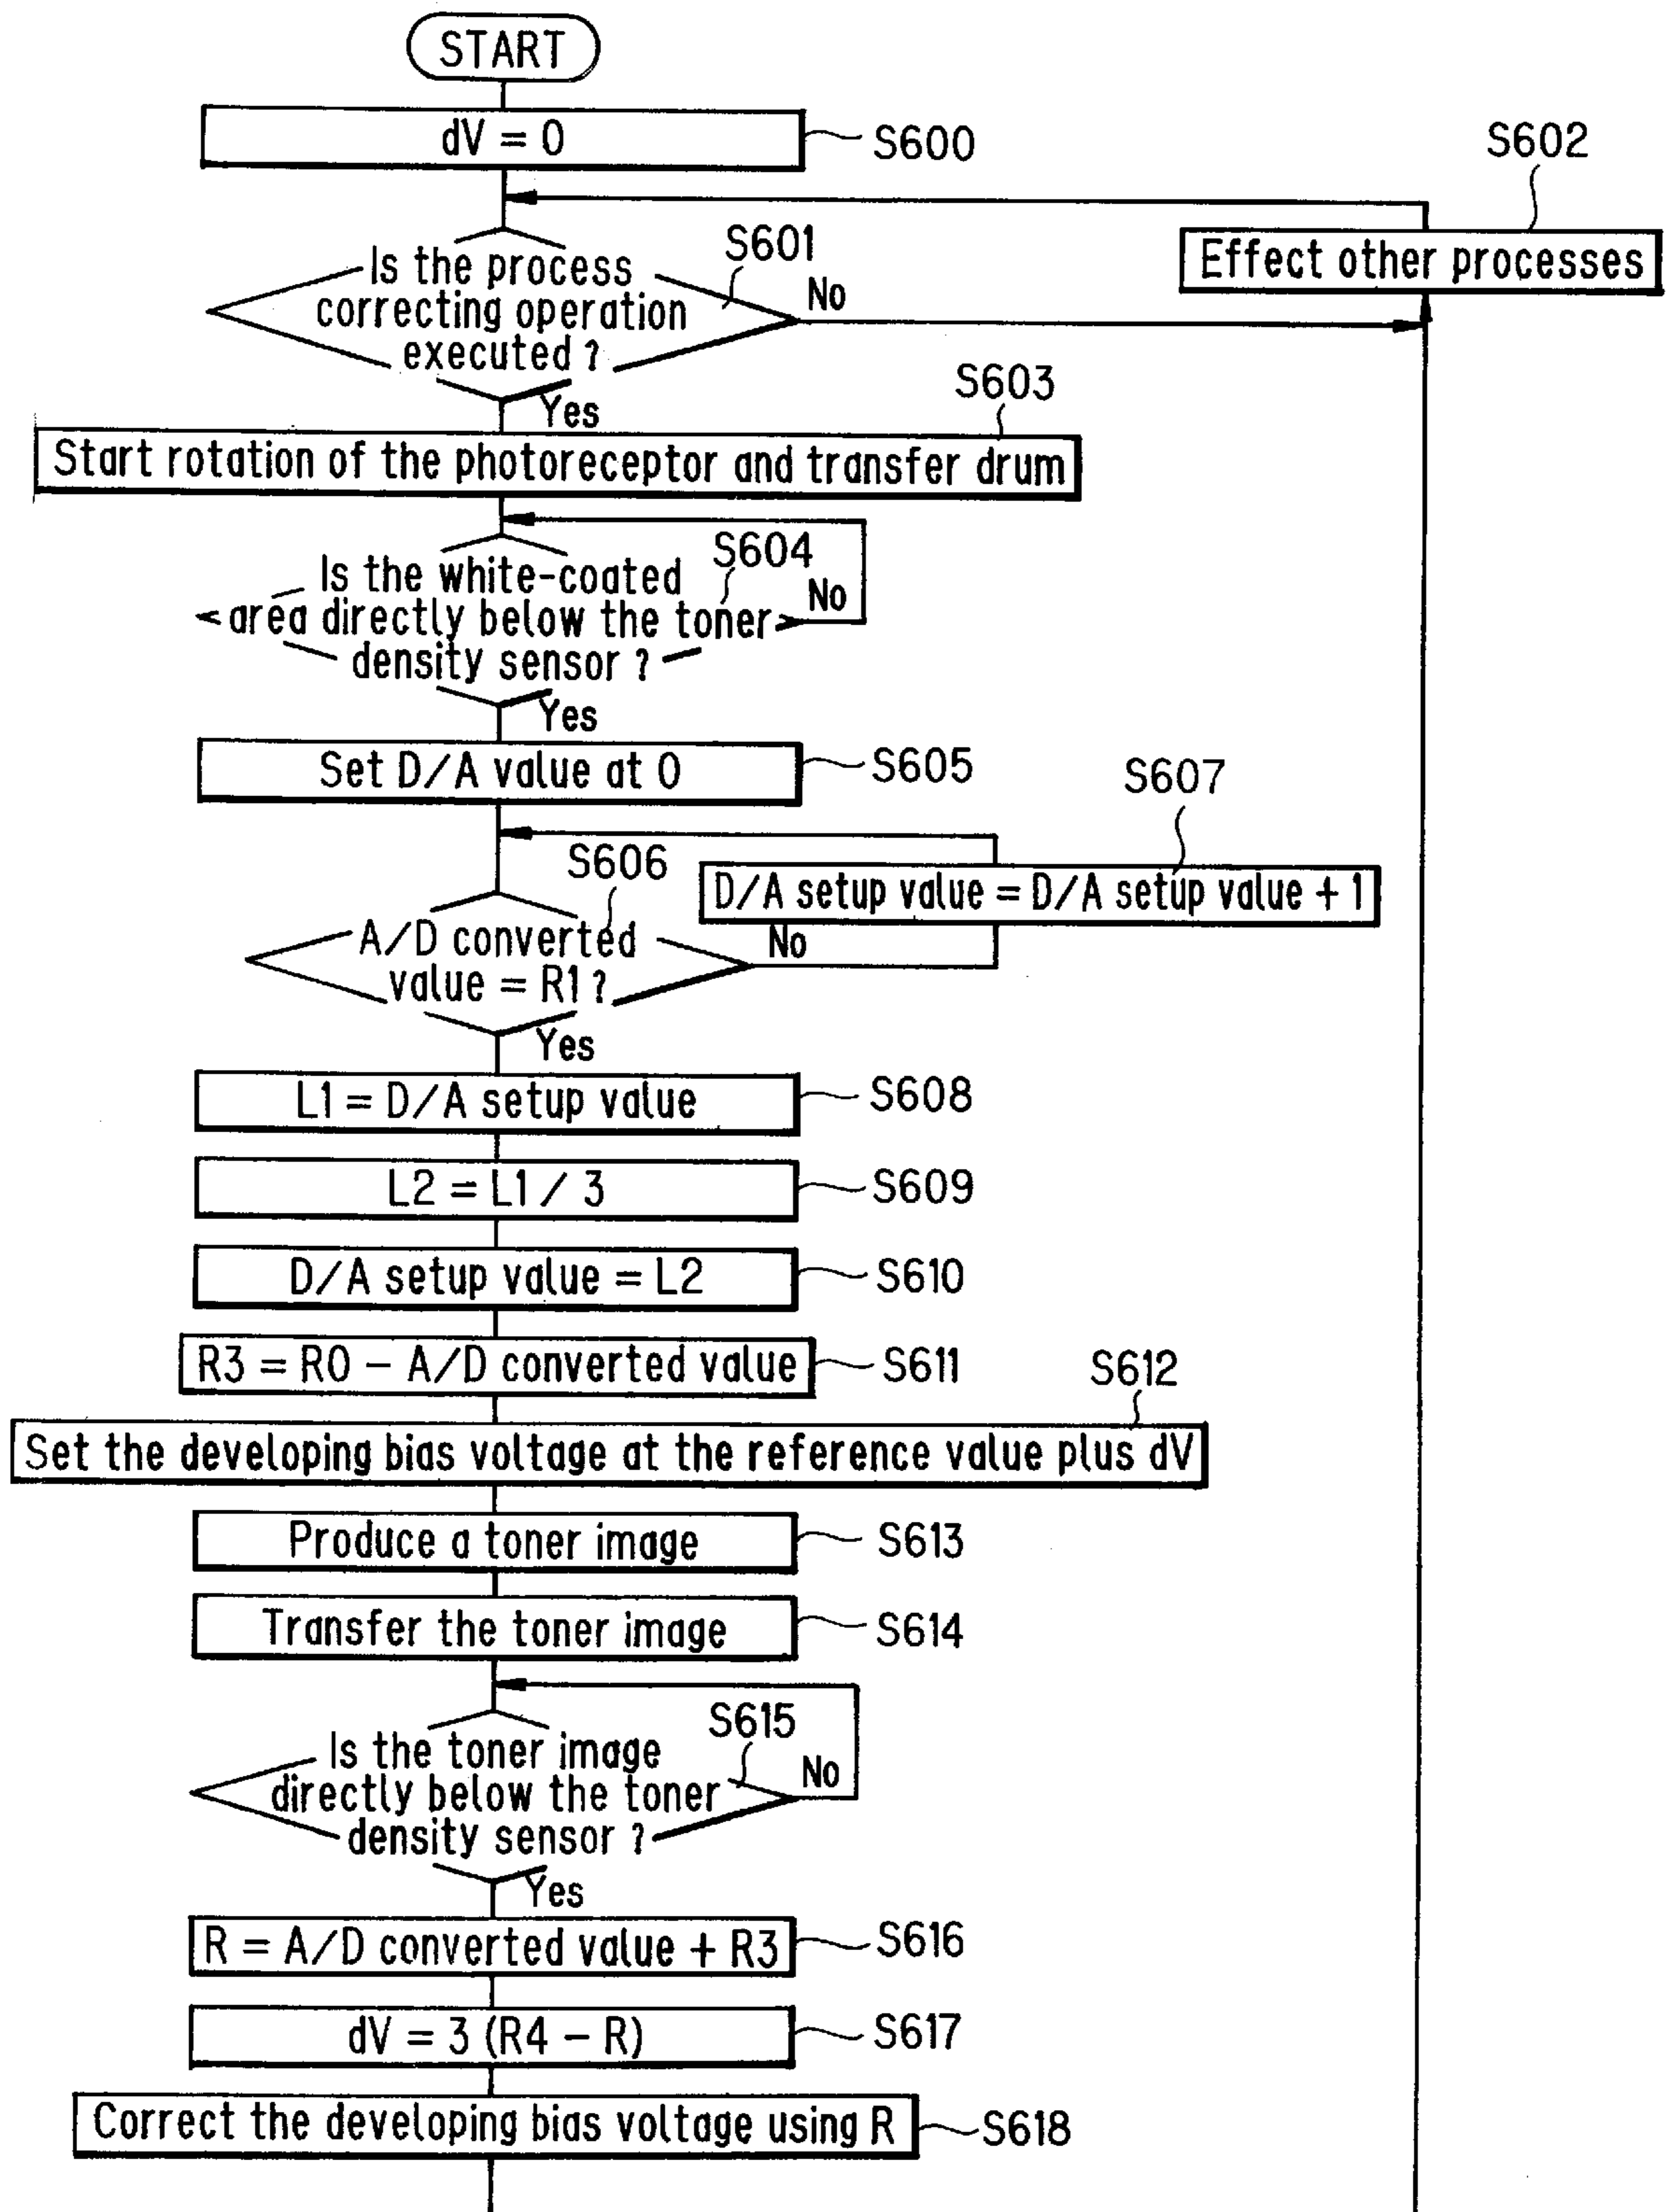 START
dV = 0
S600
S602
Effect other processes
S601
Is the process
correcting operation
executed ?
No
Yes
S603
Start rotation of the photoreceptor and transfer drum
S604
Is the white-coated
area directly below the toner
density sensor ?
No
Yes
Set D/A value at 0
S605
S607
D/A setup value = D/A setup value + 1
S606
A/D converted
value = R1 ?
No
Yes
L1 = D/A setup value
S608
L2 = L1 / 3
S609
D/A setup value = L2
S610
R3 = R0 - A/D converted value
S611
S612
Set the developing bias voltage at the reference value plus dV
Produce a toner image
S613
Transfer the toner image
S614
S615
Is the toner image
directly below the toner
density sensor ?
No
Yes
R = A/D converted value + R3
S616
dV = 3 (R4 - R)
S617
Correct the developing bias voltage using R
S618